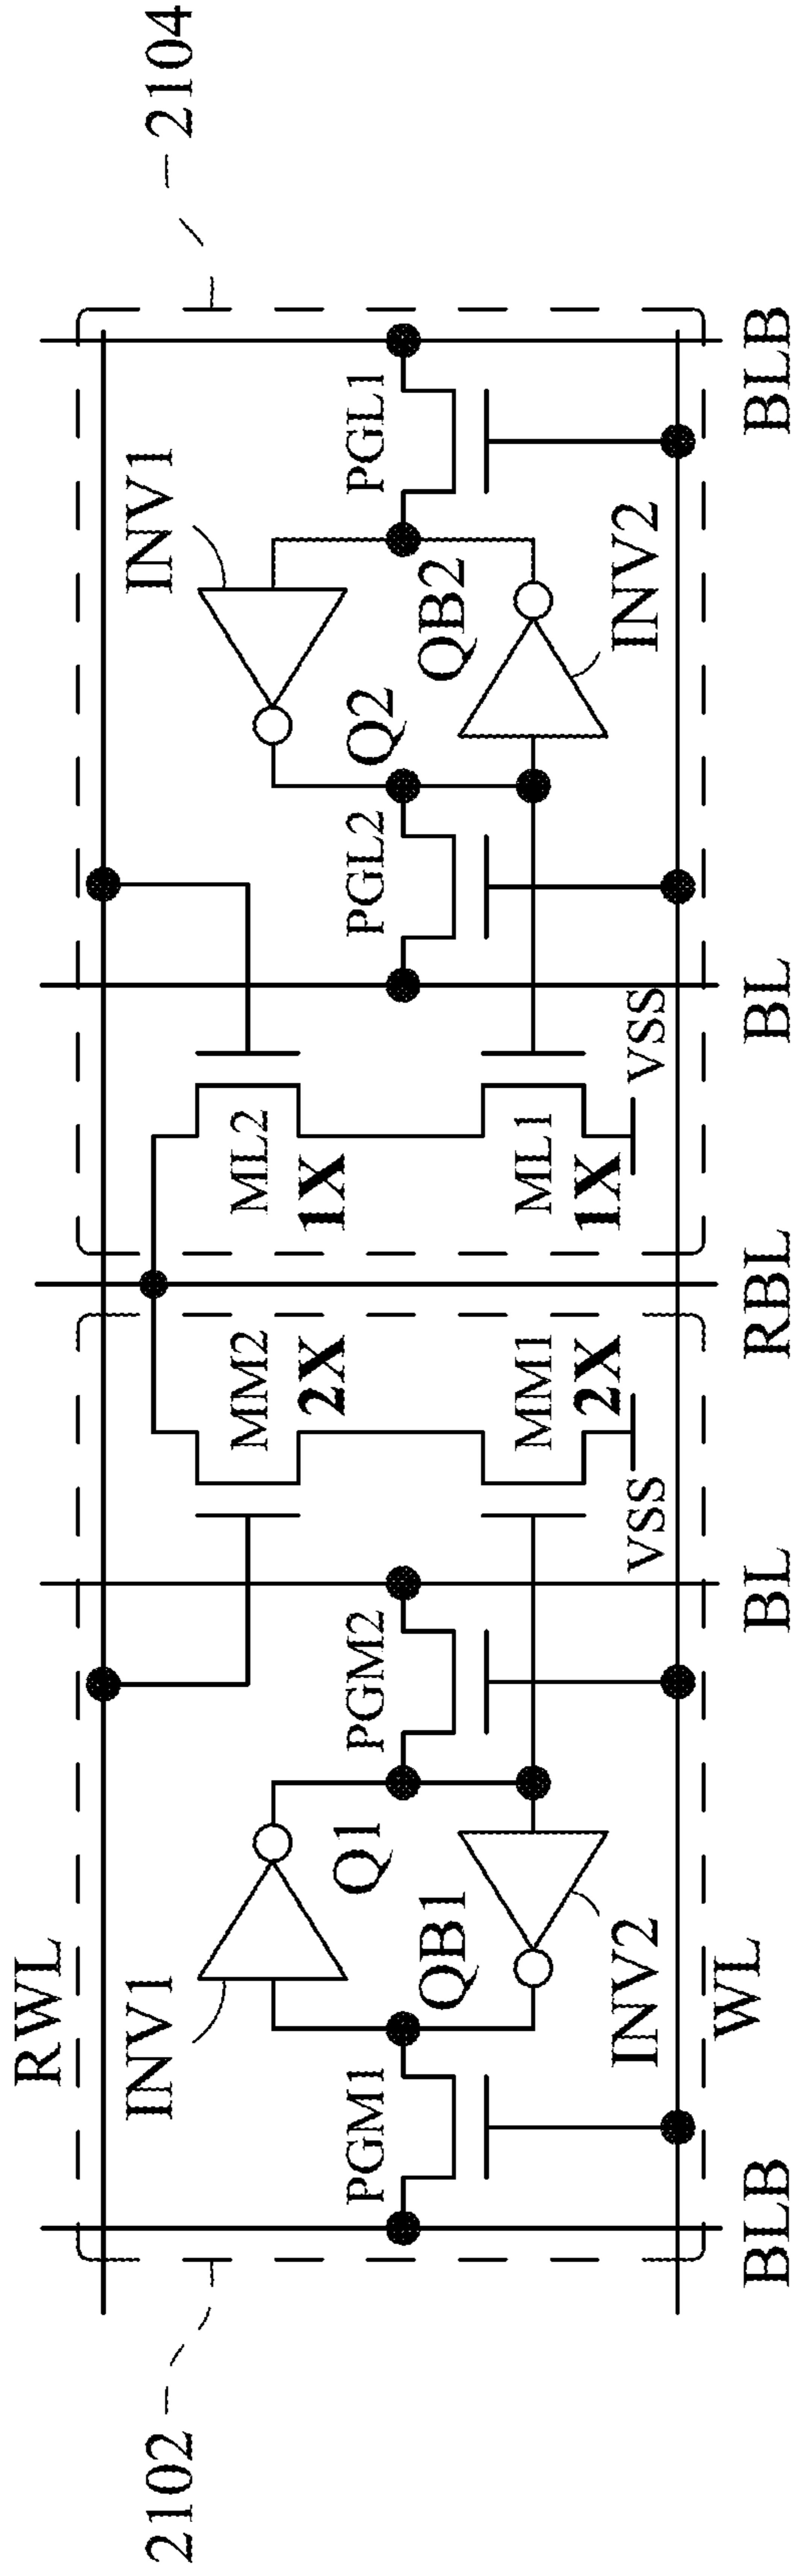 RWL
2102
2104
INV1
INV1
MM2
2X
ML2
1X
PGM1
Q1
PGM2
PGL2
Q2
PGL1
QB1
QB2
MM1
2X
ML1
1X
INV2
VSS
VSS
INV2
WL
BLB
BL
RBL
BL
BLB